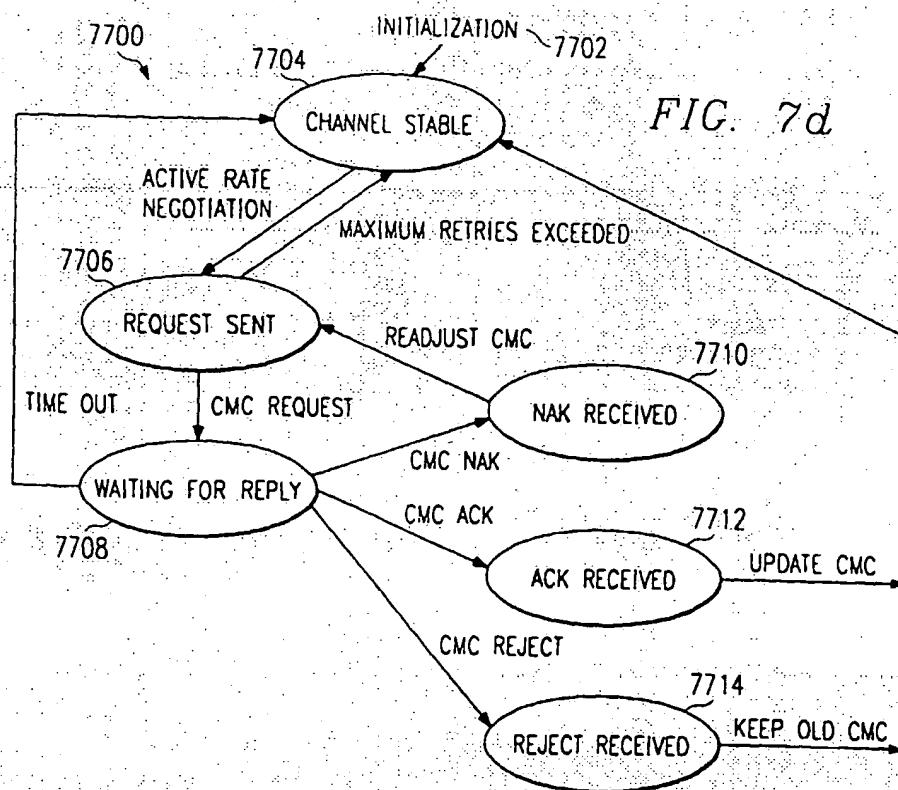 7700
INITIALIZATION
7702
7704
CHANNEL STABLE
FIG. 7d
ACTIVE RATE
NEGOTIATION
MAXIMUM RETRIES EXCEEDED
7706
REQUEST SENT
READJUST CMC
7710
NAK RECEIVED
TIME OUT
CMC REQUEST
CMC NAK
WAITING FOR REPLY
7708
CMC ACK
7712
ACK RECEIVED
UPDATE CMC
CMC REJECT
7714
REJECT RECEIVED
KEEP OLD CMC